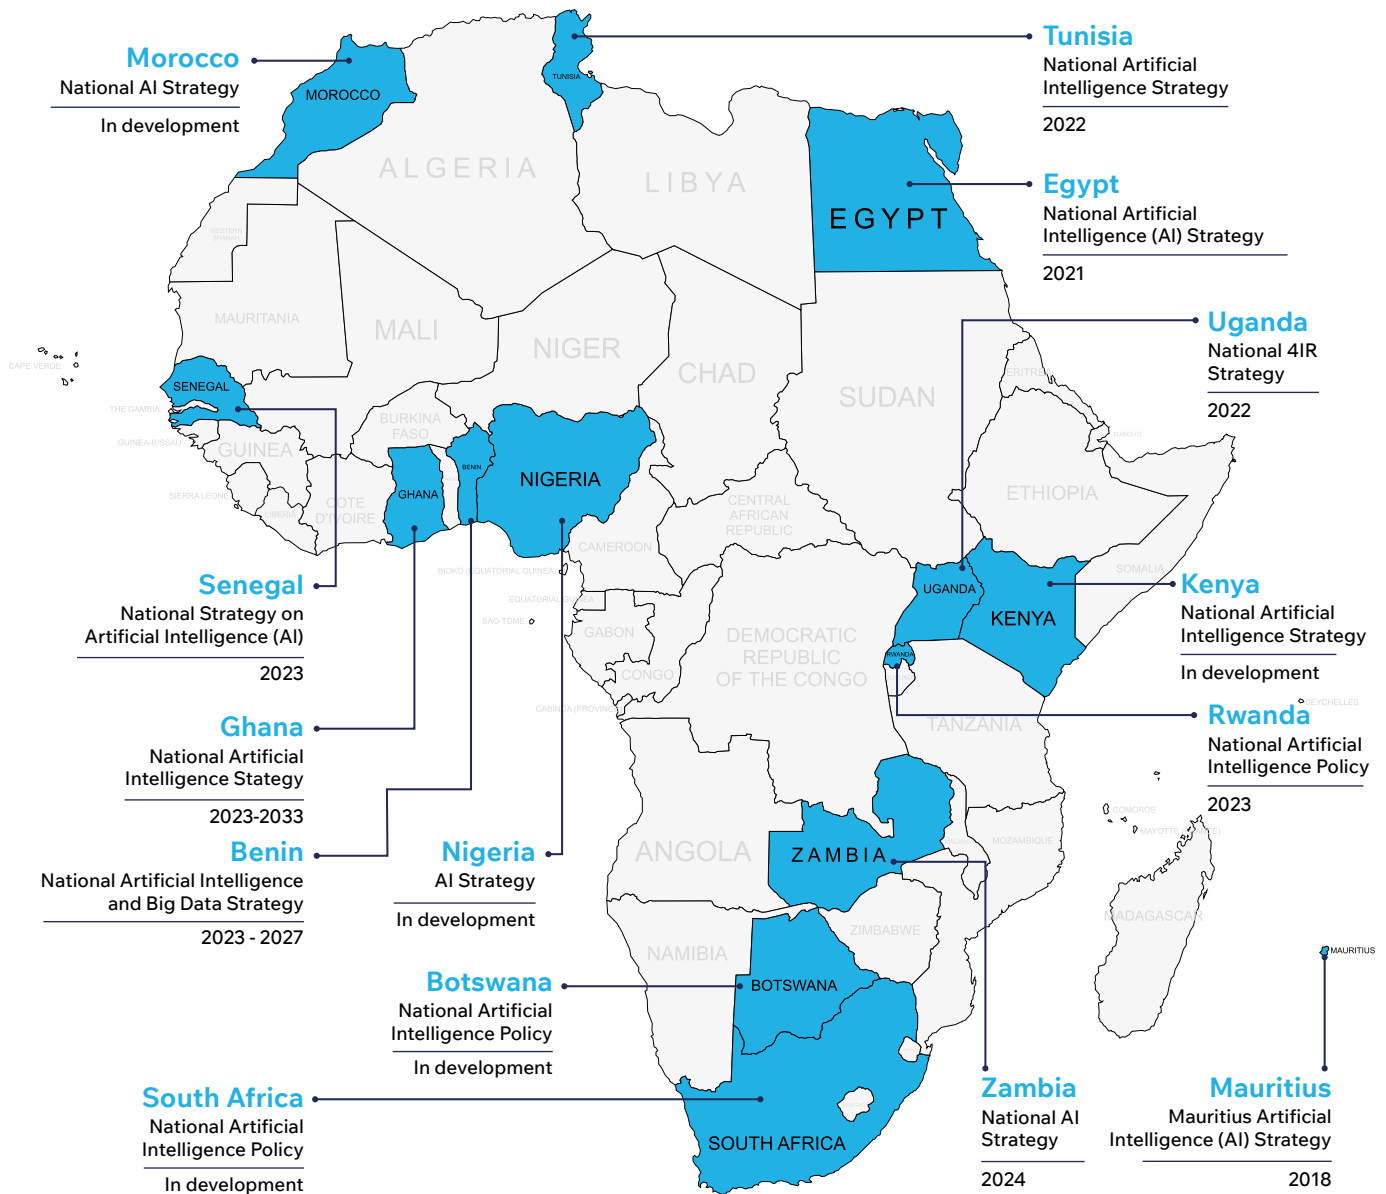 Morocco
National AI Strategy
In development
Tunisia
National Artificial
Intelligence Strategy
2022
Egypt
National Artificial
Intelligence (AI) Strategy
2021
Uganda
National 4IR
Strategy
2022
Kenya
National Artificial
Intelligence Strategy
In development
Rwanda
National Artificial
Intelligence Policy
2023
Senegal
National Strategy on
Artificial Intelligence (AI)
2023
Ghana
National Artificial
Intelligence Stategy
2023-2033
Benin
National Artificial Intelligence
and Big Data Strategy
2023 - 2027
Nigeria
AI Strategy
In development
Botswana
National Artificial
Intelligence Policy
In development
South Africa
National Artificial
Intelligence Policy
In development
Zambia
National AI
Strategy
2024
Mauritius
Mauritius Artificial
Intelligence (AI) Strategy
2018
MOROCCO
TUNISIA
ALGERIA
LIBYA
EGYPT
WESTERN
SHARAH
MAURITANIA
MALI
NIGER
CHAD
SUDAN
ERITREA
CAPE VERDE
SENEGAL
THE GAMBIA
GUINEA-BISSAU
GUINEA
SIERRA LEONE
LIBERIA
COTE
D'IVOIRE
BURKINA
FASO
GHANA
BENIN
NIGERIA
CAMEROON
CENTRAL
AFRICAN
REPUBLIC
DJIBOUTI
ETHIOPIA
SOMALIA
BIOKO (EQUATORIAL GUINEA)
EQUATORIAL GUINEA
SAO TOME
GABON
CONGO
CABINDA (PROVINCE)
DEMOCRATIC
REPUBLIC
OF THE CONGO
UGANDA
KENYA
RWANDA
TANZANIA
SEYCHELLES
COMOROS
MAYOTTE (FRANCE)
ANGOLA
ZAMBIA
MOZAMBIQUE
ZIMBABWE
MADAGASCAR
MAURITIUS
NAMIBIA
BOTSWANA
SOUTH AFRICA